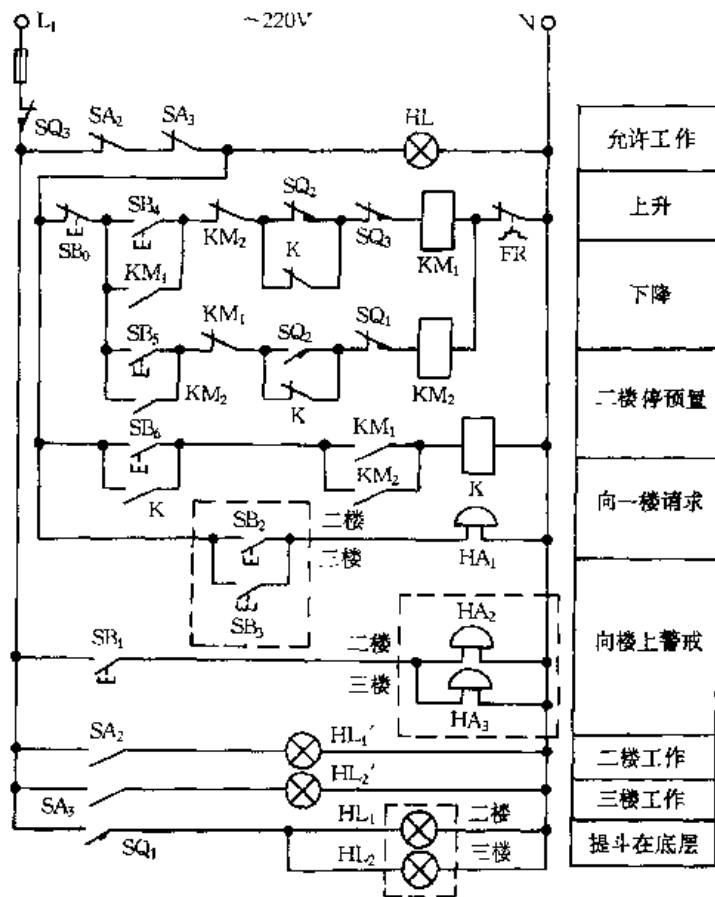 L₁ ～220V N
SQ₃ SA₂ SA₃ HL 允许工作
SB₀ SB₄ KM₂ SQ₂ SQ₃ KM₁ FR 上升
KM₁ K
下降
SB₅ KM₁ SQ₂ SQ₁ KM₂
KM₂ K
二楼停预置
SB₆ KM₁ K
K KM₂
向一楼请求
SB₂ 二楼 HA₁
SB₃ 三楼
向楼上警戒
SB₁ 二楼 HA₂
三楼 HA₃
SA₂ HL₁′ 二楼工作
SA₃ HL₂′ 三楼工作
SQ₁ HL₁ 二楼 提斗在底层
HL₂ 三楼